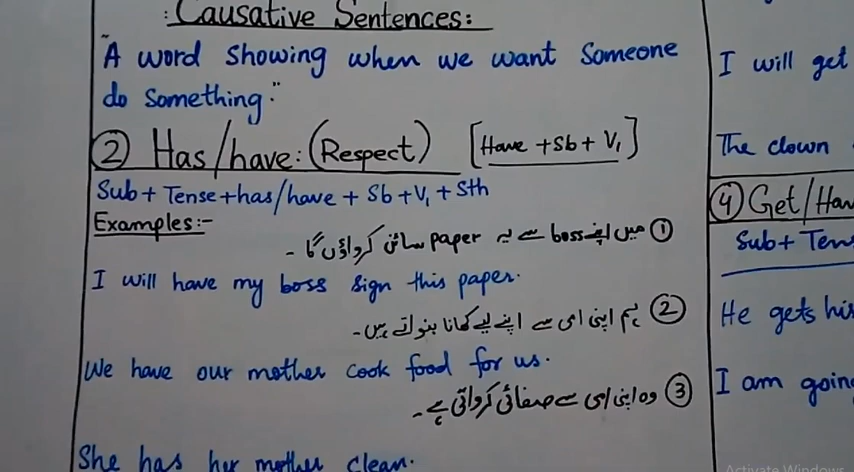 :Causative Sentences:
"A word showing when we want someone
do something."
② Has/have: (Respect) [Have + Sb + V₁]
Sub + Tense + has/have + Sb + V₁ + Sth
Examples:-
① میں اپنے boss سے یہ paper سائن کرواؤں گا -
I will have my boss sign this paper.
② ہم اپنی امی سے اپنے لیے کھانا بنواتے ہیں -
We have our mother cook food for us.
③ وہ اپنی امی سے صفائی کرواتی ہے -
She has her mother clean.
I will get
The clown
④ Get/Hav
Sub + Tens
He gets his
I am going
Activate Windows